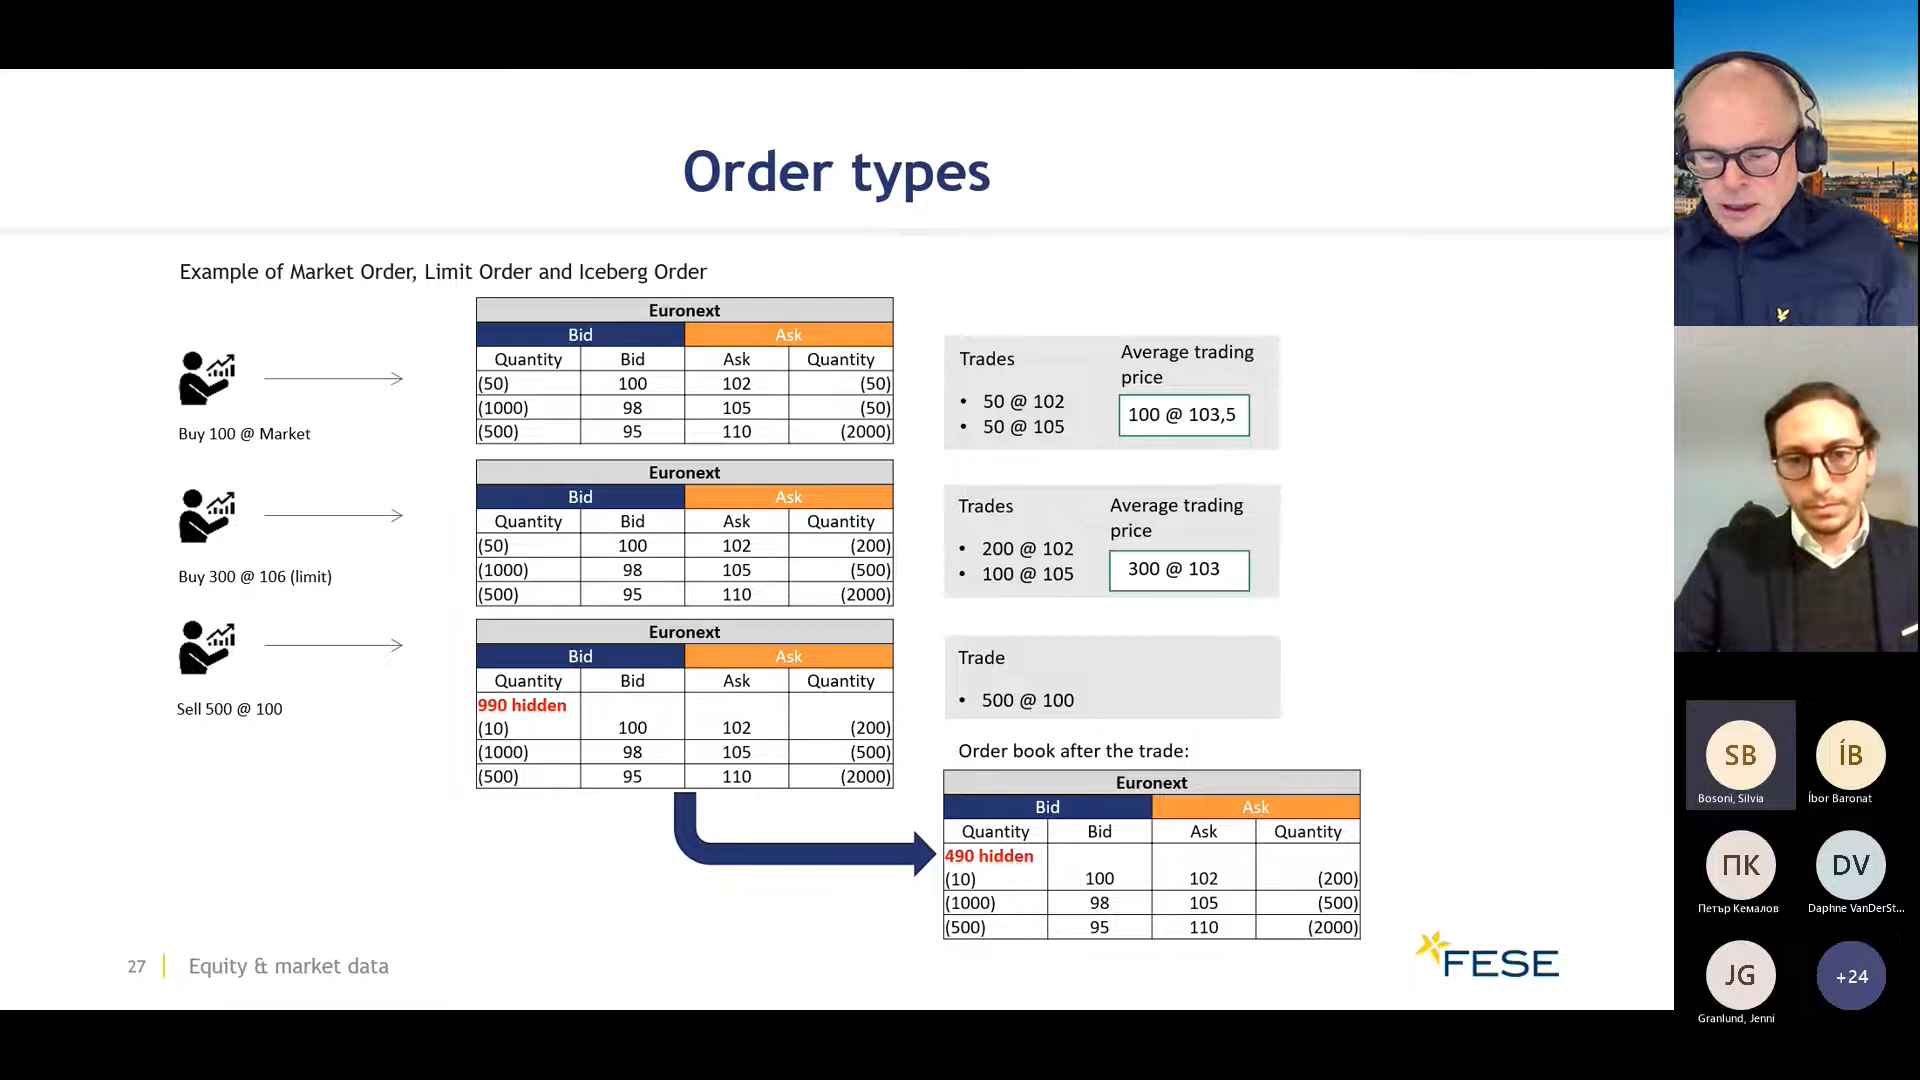 Order types
Example of Market Order, Limit Order and Iceberg Order
Buy 100 @ Market
Euronext
Bid Ask
Quantity Bid Ask Quantity
(50) 100 102 (50)
(1000) 98 105 (50)
(500) 95 110 (2000)
Trades
• 50 @ 102
• 50 @ 105
Average trading
price
100 @ 103,5
Buy 300 @ 106 (limit)
Euronext
Bid Ask
Quantity Bid Ask Quantity
(50) 100 102 (200)
(1000) 98 105 (500)
(500) 95 110 (2000)
Trades
• 200 @ 102
• 100 @ 105
Average trading
price
300 @ 103
Sell 500 @ 100
Euronext
Bid Ask
Quantity Bid Ask Quantity
990 hidden
(10) 100 102 (200)
(1000) 98 105 (500)
(500) 95 110 (2000)
Trade
• 500 @ 100
Order book after the trade:
Euronext
Bid Ask
Quantity Bid Ask Quantity
490 hidden
(10) 100 102 (200)
(1000) 98 105 (500)
(500) 95 110 (2000)
27 Equity & market data
FESE
SB
Bosoni, Silvia
ÍB
Íbor Baronat
ПК
Петър Кемалов
DV
Daphne VanDerSt...
JG
Granlund, Jenni
+24